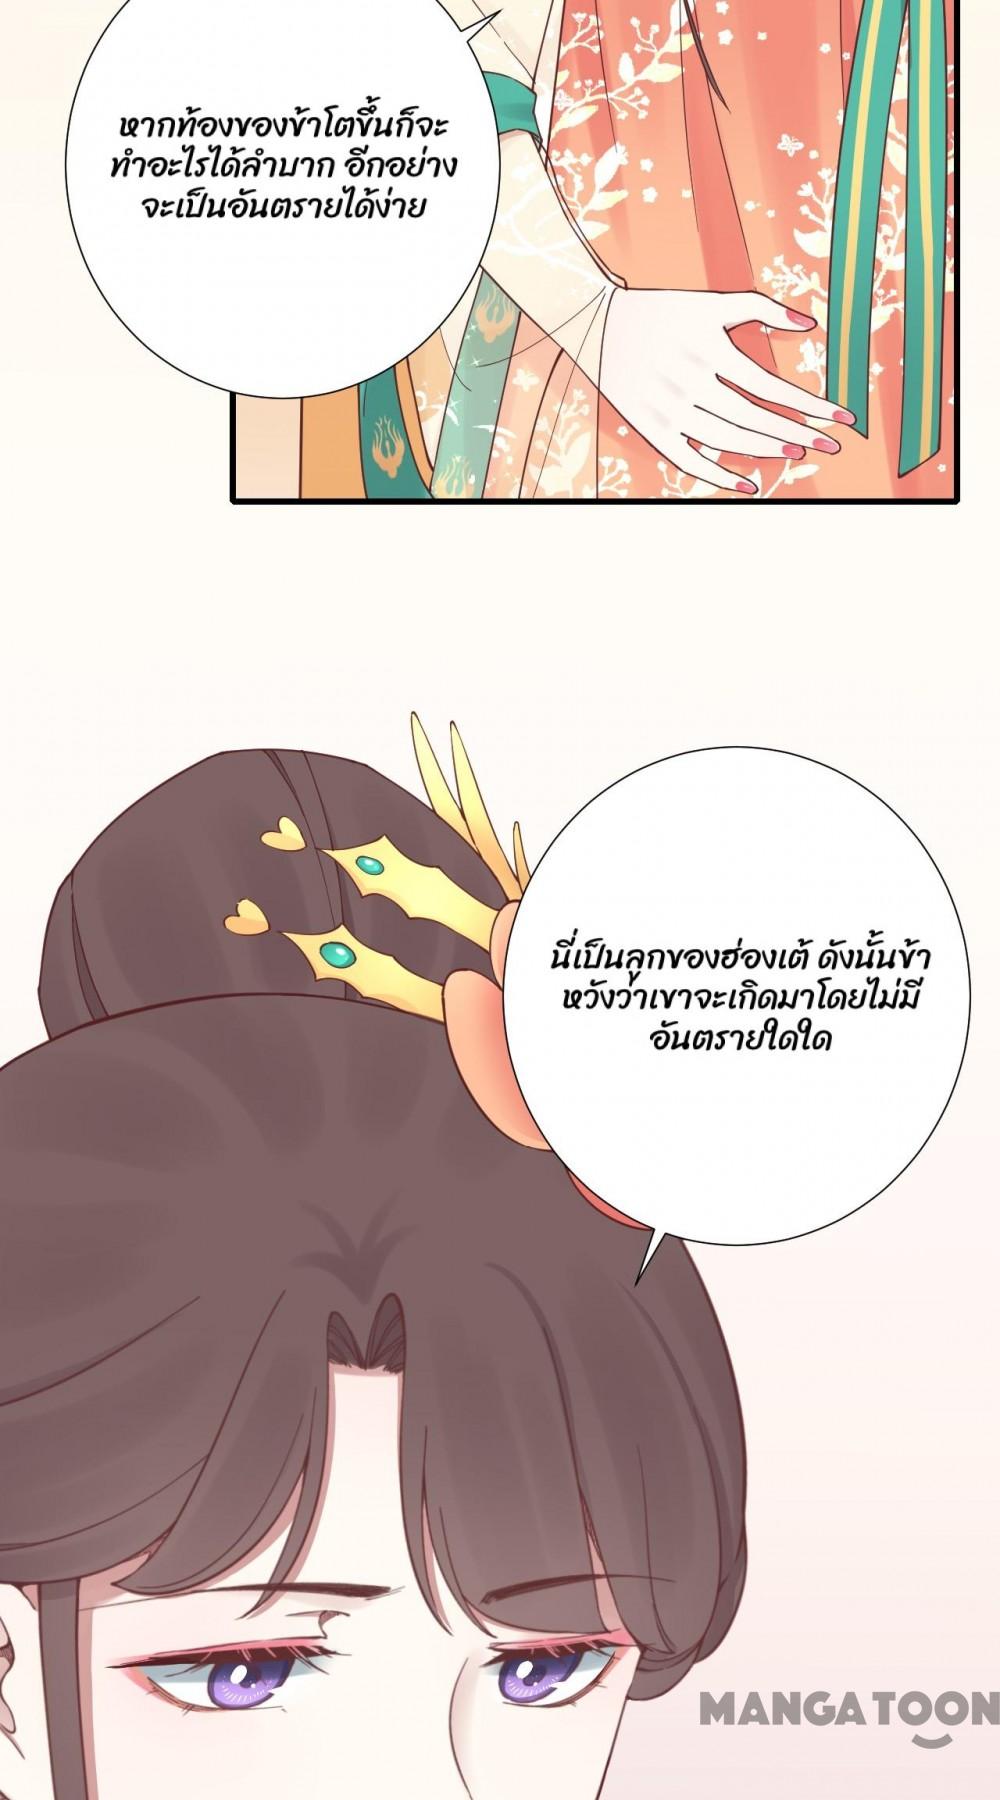 หากท้องของข้าโตขึ้นก็จะ
ทำอะไรได้ลำบาก อีกอย่าง
จะเป็นอันตรายได้ง่าย
นี่เป็นลูกของฮ่องเต้ ดังนั้นข้า
หวังว่าเขาจะเกิดมาโดยไม่มี
อันตรายใดใด
MANGATOON